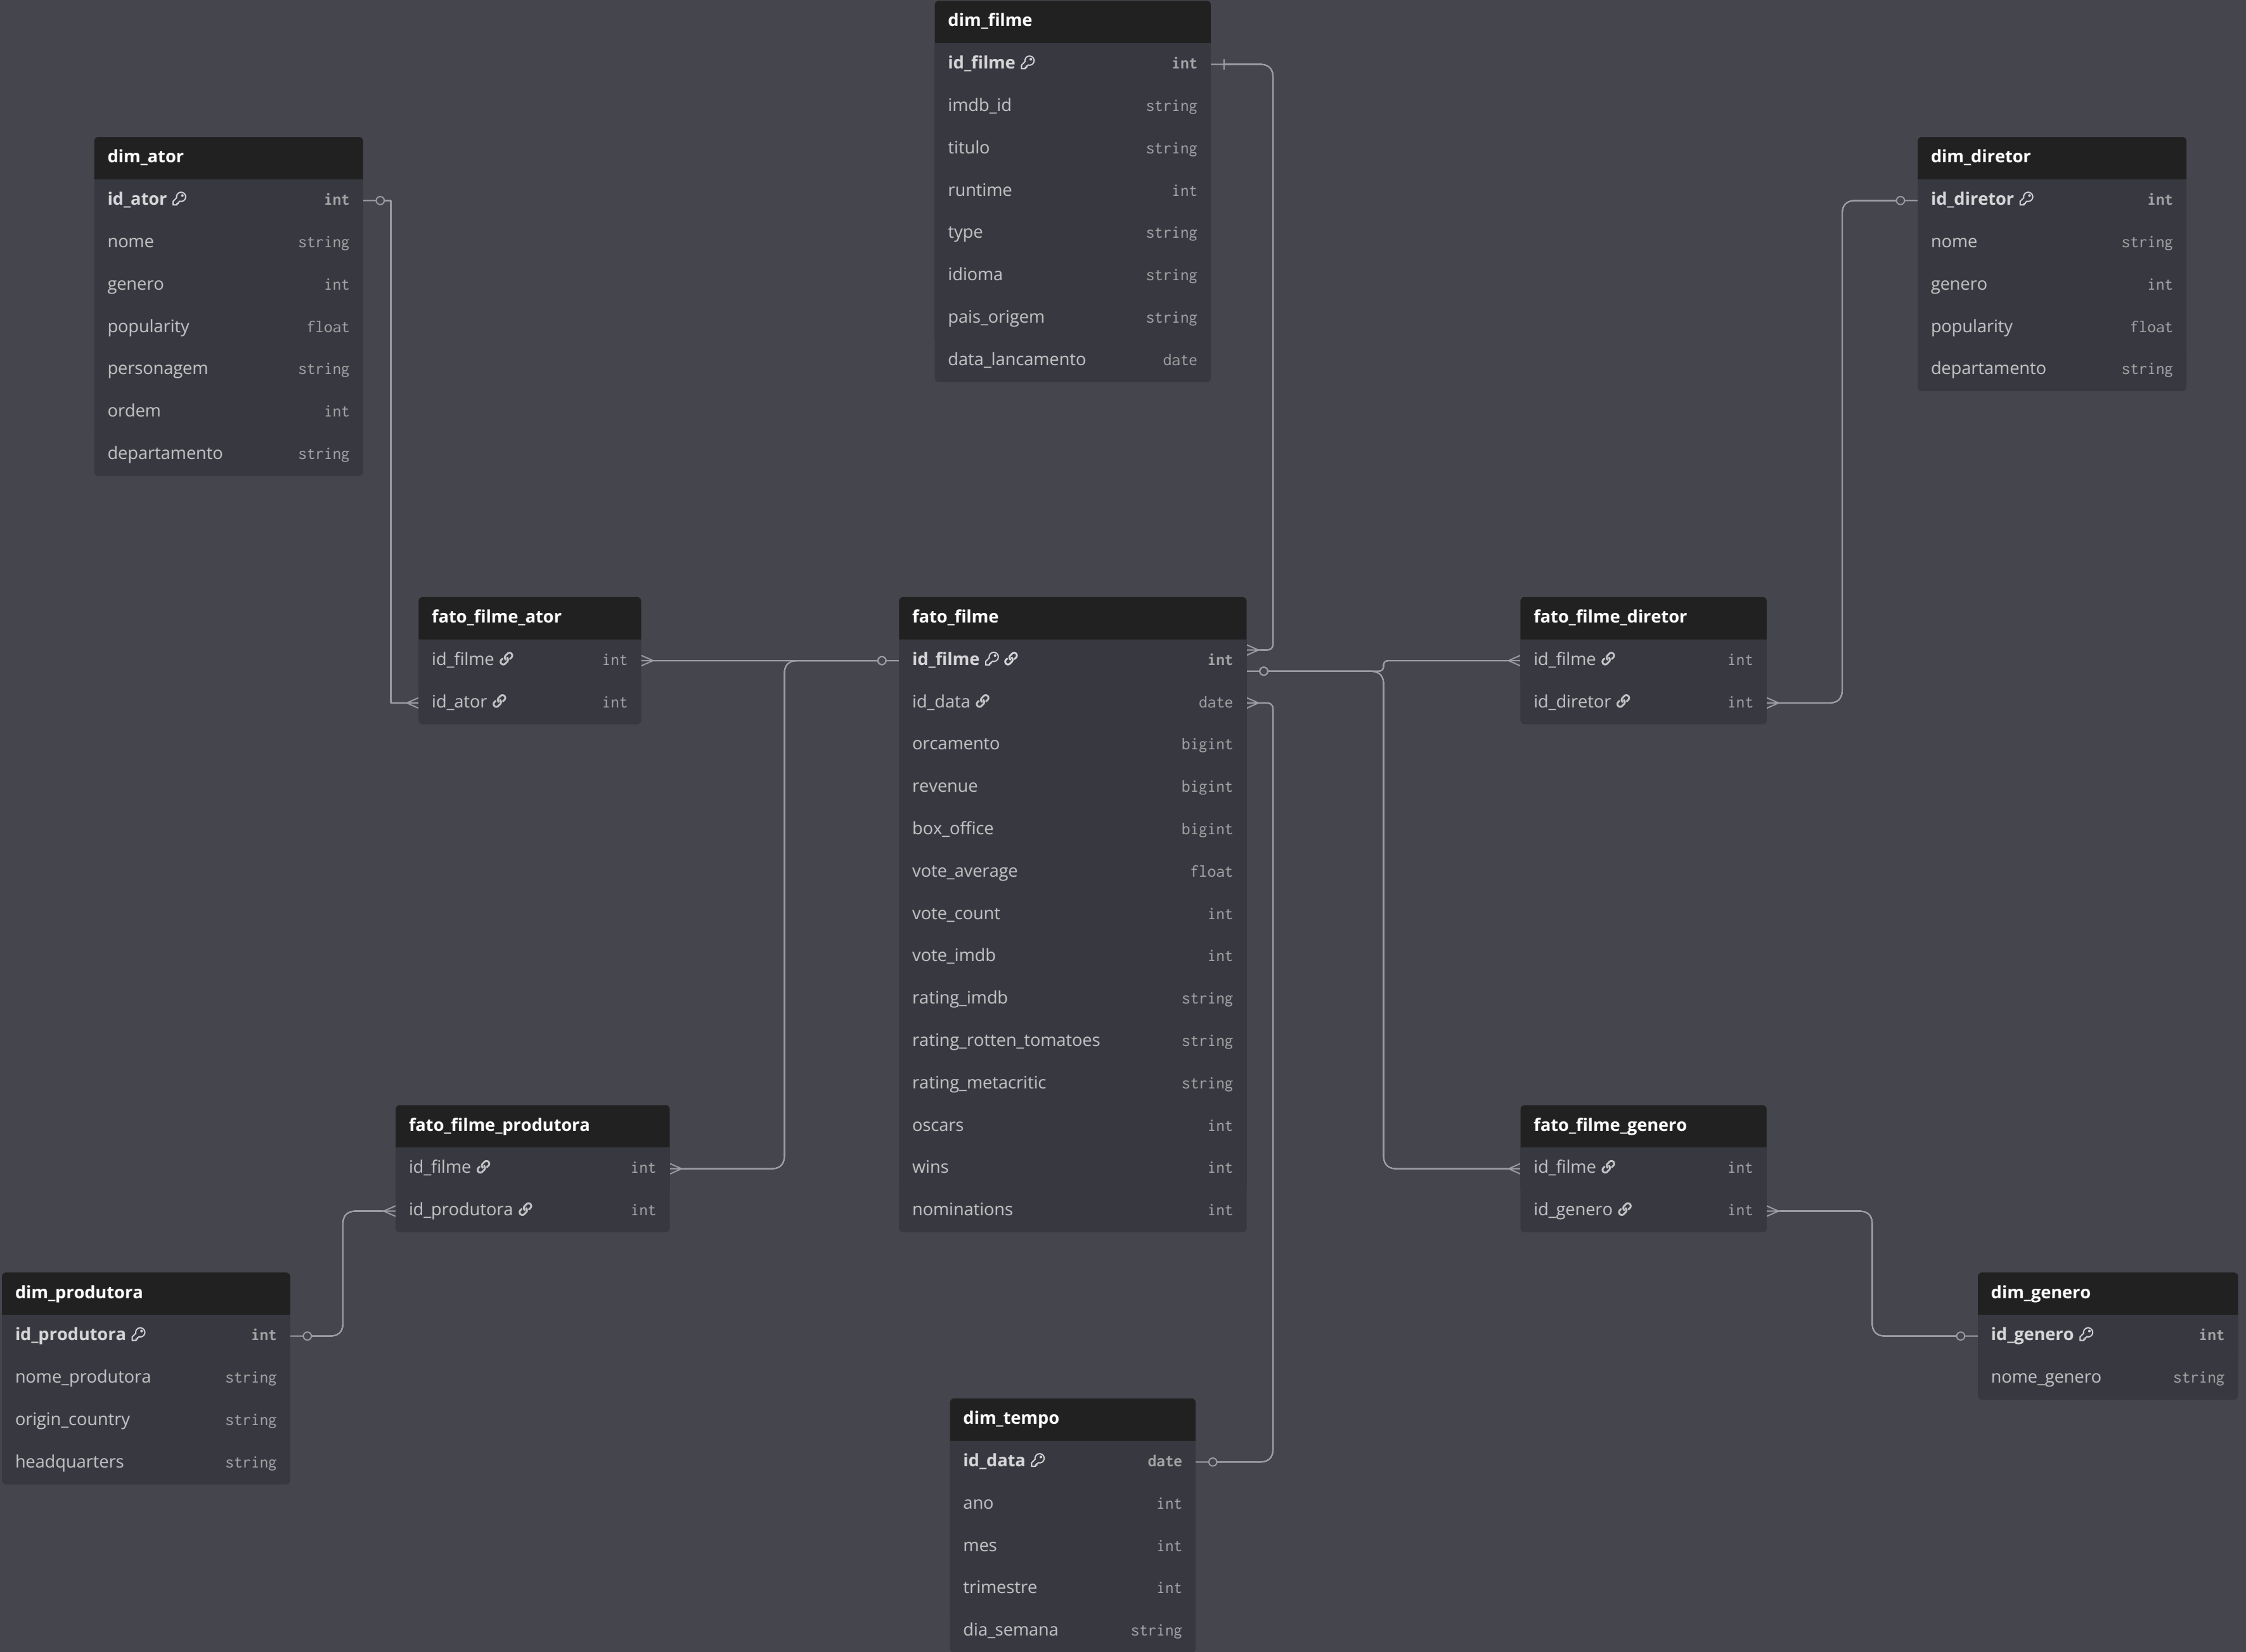 dim_filme
id_filme int
imdb_id string
titulo string
runtime int
type string
idioma string
pais_origem string
data_lancamento date
dim_ator
id_ator int
nome string
genero int
popularity float
personagem string
ordem int
departamento string
dim_diretor
id_diretor int
nome string
genero int
popularity float
departamento string
fato_filme_ator
id_filme int
id_ator int
fato_filme
id_filme int
id_data date
orcamento bigint
revenue bigint
box_office bigint
vote_average float
vote_count int
vote_imdb int
rating_imdb string
rating_rotten_tomatoes string
rating_metacritic string
oscars int
wins int
nominations int
fato_filme_diretor
id_filme int
id_diretor int
fato_filme_produtora
id_filme int
id_produtora int
fato_filme_genero
id_filme int
id_genero int
dim_produtora
id_produtora int
nome_produtora string
origin_country string
headquarters string
dim_genero
id_genero int
nome_genero string
dim_tempo
id_data date
ano int
mes int
trimestre int
dia_semana string